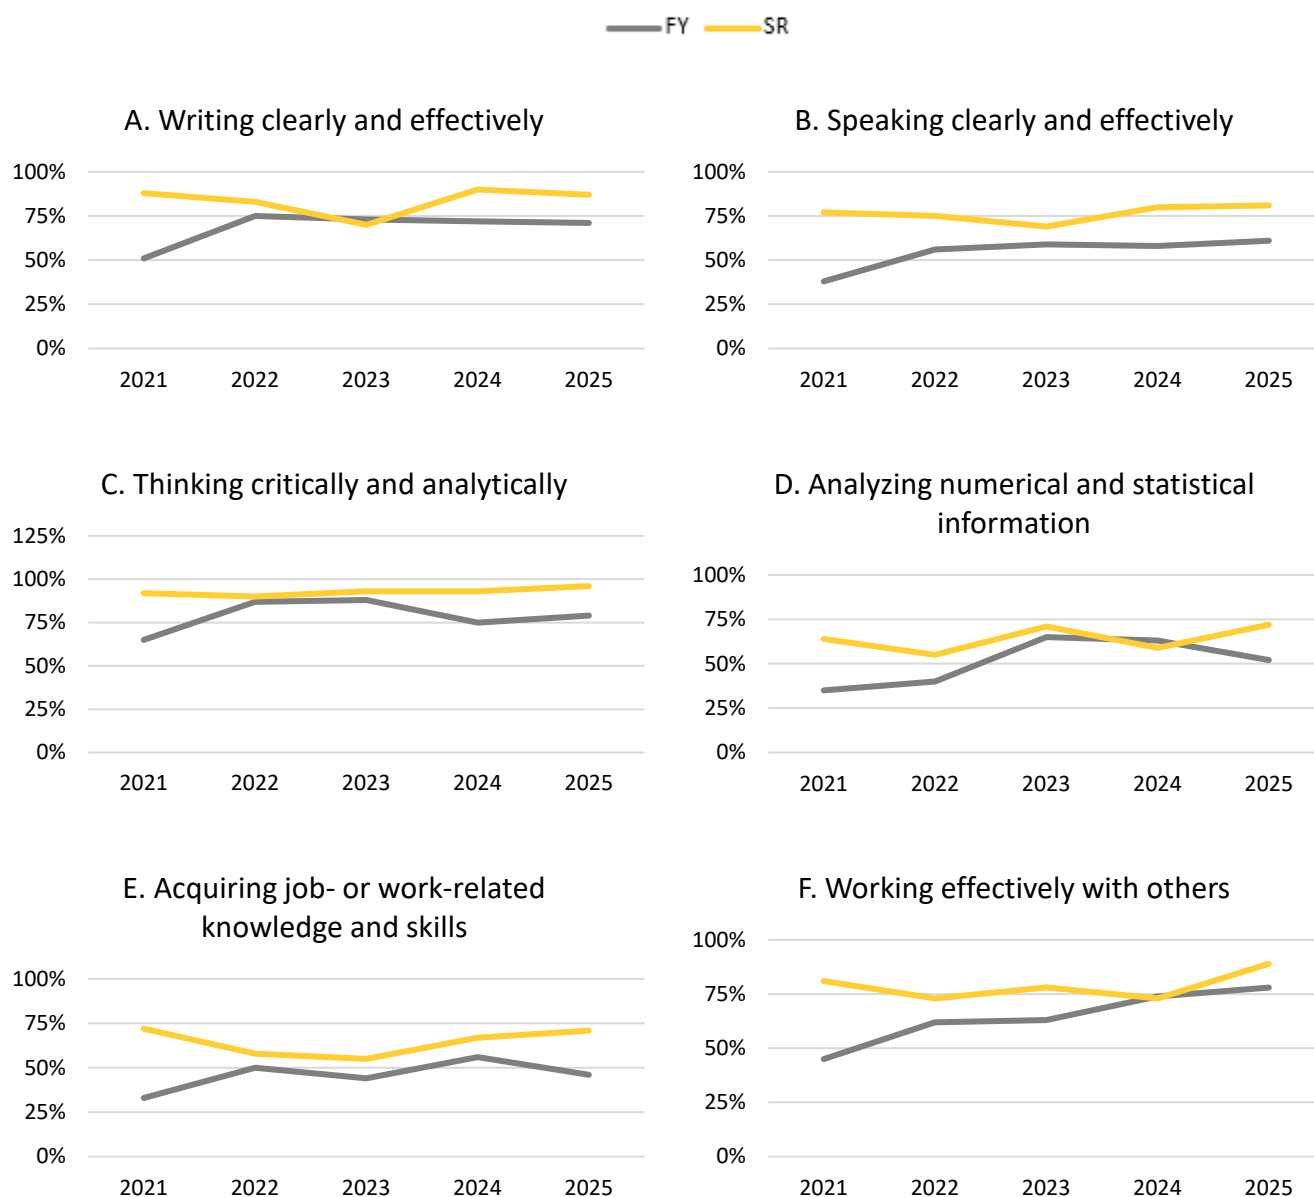 FY SR
A. Writing clearly and effectively
100%
75%
50%
25%
0%
2021 2022 2023 2024 2025
B. Speaking clearly and effectively
100%
75%
50%
25%
0%
2021 2022 2023 2024 2025
C. Thinking critically and analytically
125%
100%
75%
50%
25%
0%
2021 2022 2023 2024 2025
D. Analyzing numerical and statistical
information
100%
75%
50%
25%
0%
2021 2022 2023 2024 2025
E. Acquiring job- or work-related
knowledge and skills
100%
75%
50%
25%
0%
2021 2022 2023 2024 2025
F. Working effectively with others
100%
75%
50%
25%
0%
2021 2022 2023 2024 2025